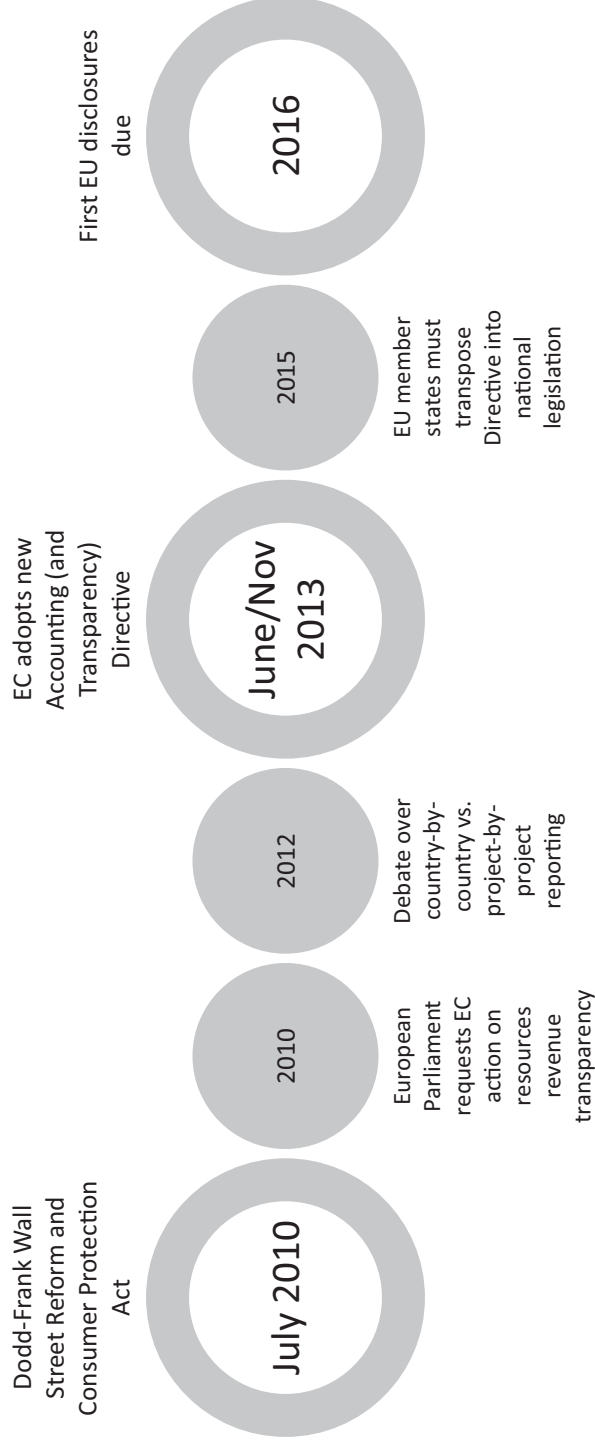 Dodd-Frank Wall
Street Reform and
Consumer Protection
Act
July 2010
2010
European
Parliament
requests EC
action on
resources
revenue
transparency
2012
Debate over
country-by-
country vs.
project-by-
project
reporting
EC adopts new
Accounting (and
Transparency)
Directive
June/Nov
2013
2015
EU member
states must
transpose
Directive into
national
legislation
First EU disclosures
due
2016